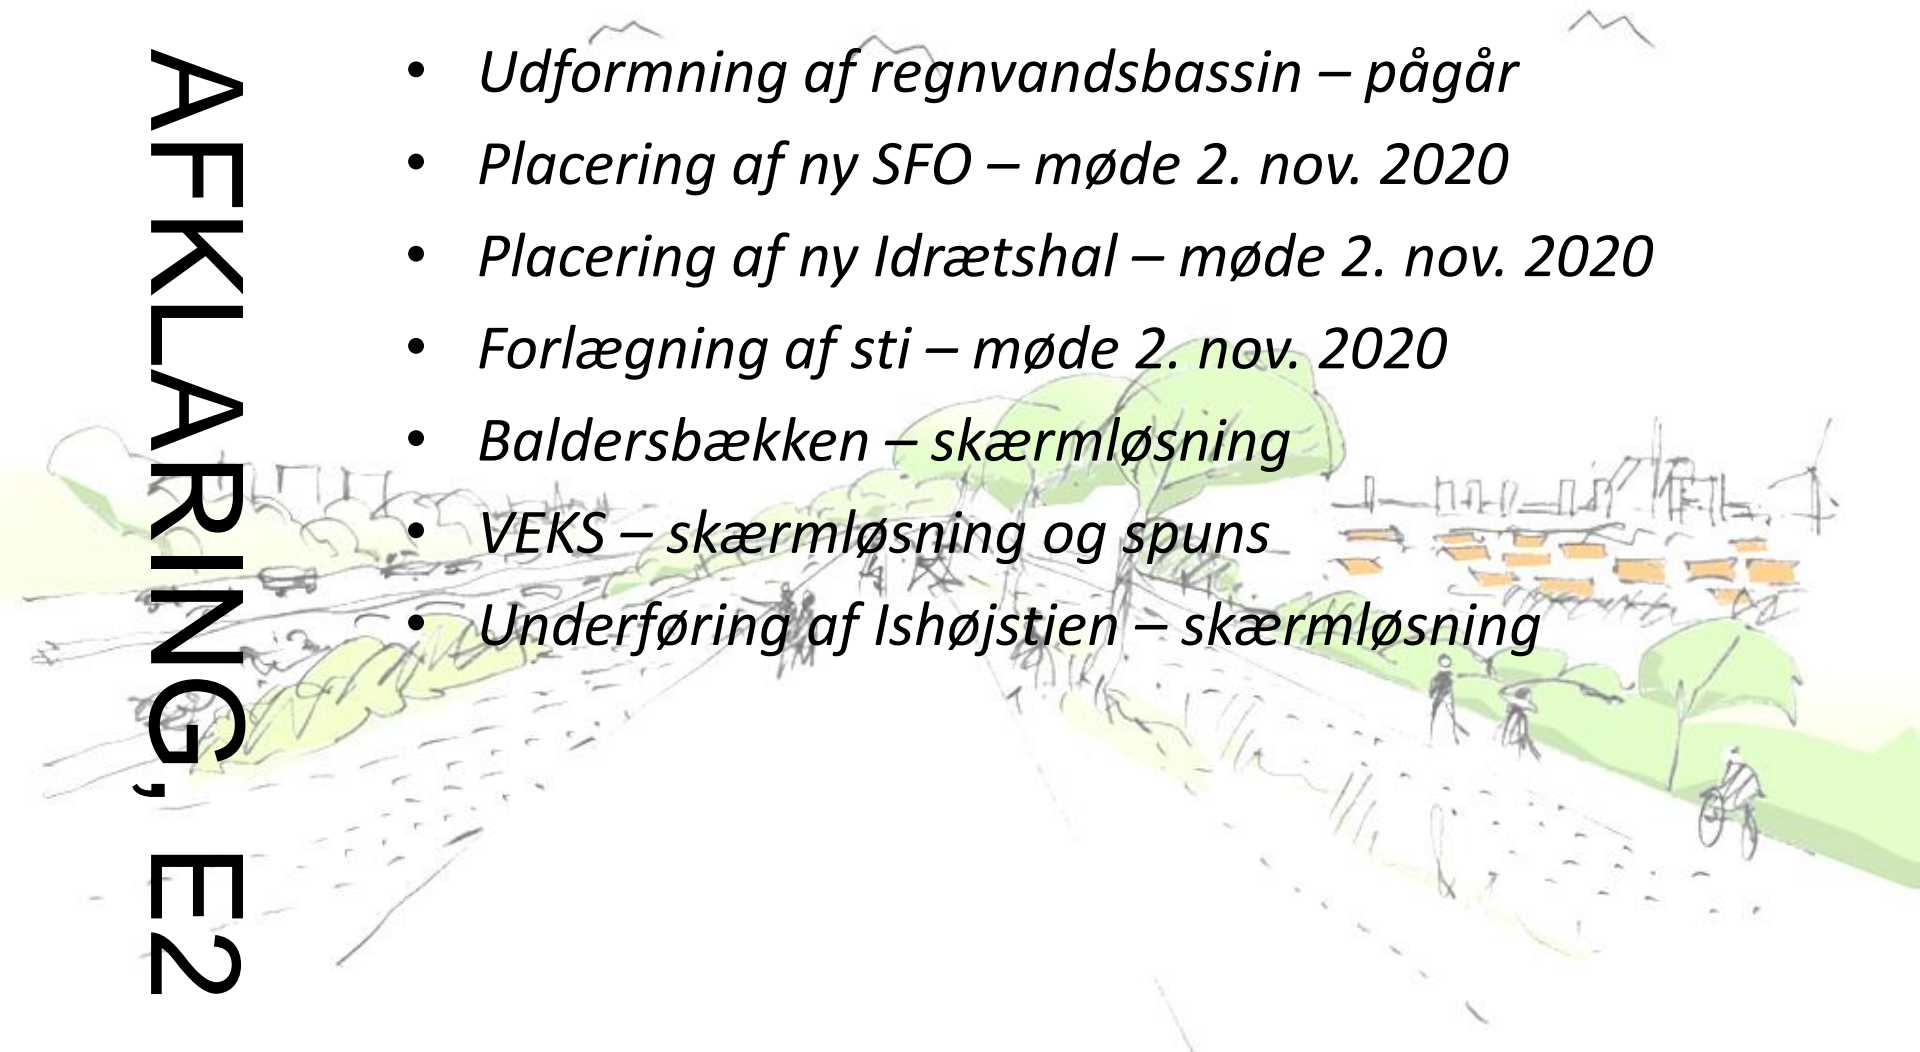 AFKLARING, E2
• Udformning af regnvandsbassin – pågår
• Placering af ny SFO – møde 2. nov. 2020
• Placering af ny Idrætshal – møde 2. nov. 2020
• Forlægning af sti – møde 2. nov. 2020
• Baldersbækken – skærmløsning
• VEKS – skærmløsning og spuns
• Underføring af Ishøjstien – skærmløsning